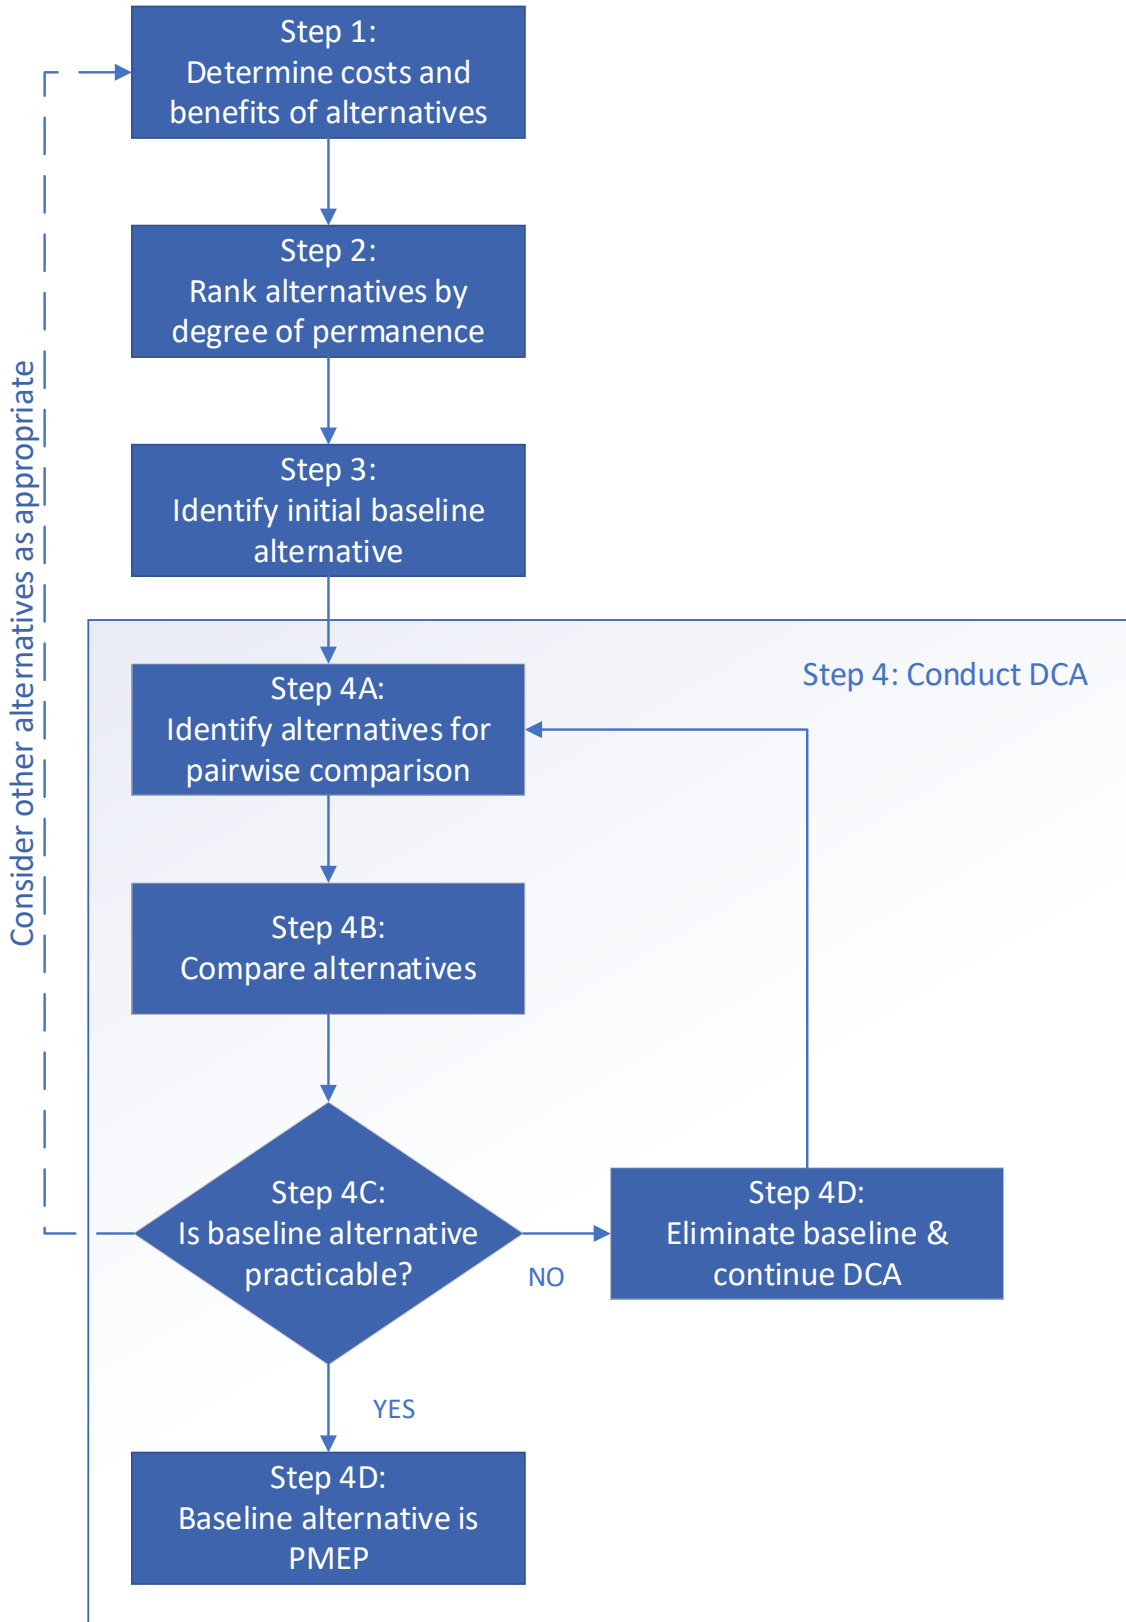 Step 1:
Determine costs and
benefits of alternatives
Step 2:
Rank alternatives by
degree of permanence
Step 3:
Identify initial baseline
alternative
Consider other alternatives as appropriate
Step 4: Conduct DCA
Step 4A:
Identify alternatives for
pairwise comparison
Step 4B:
Compare alternatives
Step 4C:
Is baseline alternative
practicable?
NO
Step 4D:
Eliminate baseline &
continue DCA
YES
Step 4D:
Baseline alternative is
PMEP